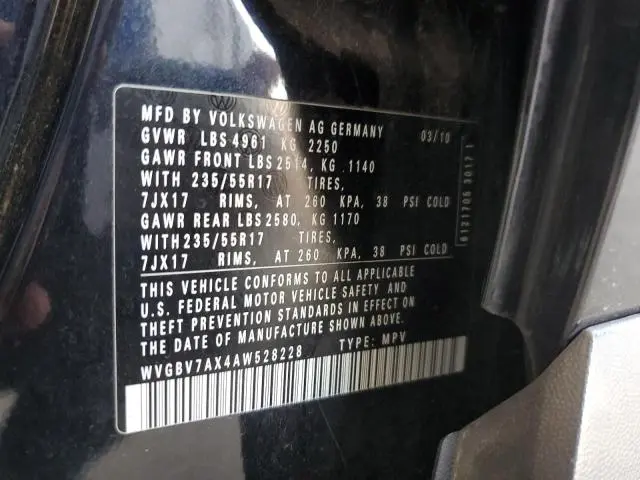 MFD BY VOLKSWAGEN AG GERMANY 03/10
GVWR LBS 4961 KG 2250
GAWR FRONT LBS 2514, KG 1140
WITH 235/55R17 TIRES,
7JX17 RIMS, AT 260 KPA, 38 PSI COLD
GAWR REAR LBS 2580, KG 1170
WITH 235/55R17 TIRES,
7JX17 RIMS, AT 260 KPA, 38 PSI COLD
THIS VEHICLE CONFORMS TO ALL APPLICABLE
U.S. FEDERAL MOTOR VEHICLE SAFETY AND
THEFT PREVENTION STANDARDS IN EFFECT ON
THE DATE OF MANUFACTURE SHOWN ABOVE.
WVGBV7AX4AW528228 TYPE: MPV